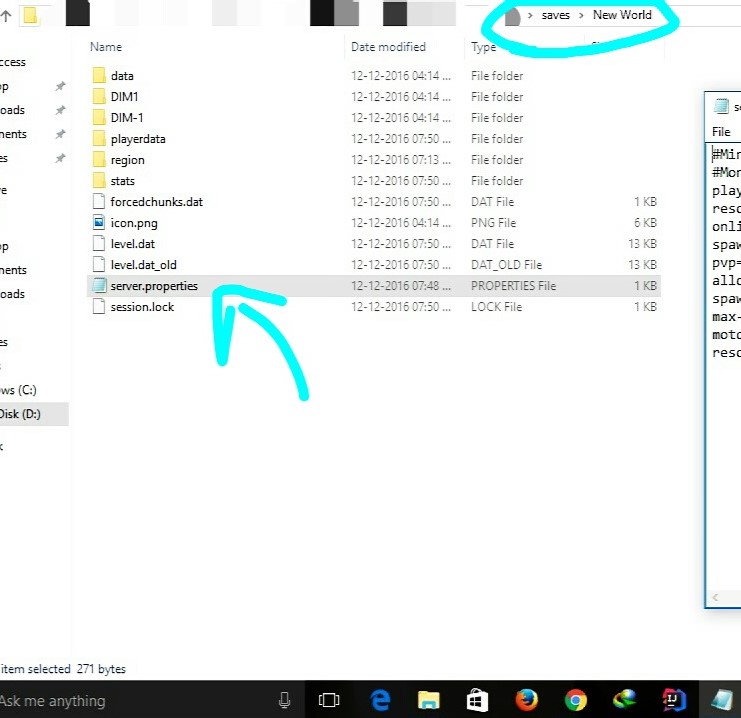 saves > New World
Name Date modified Type
data 12-12-2016 04:14 ... File folder
DIM1 12-12-2016 04:14 ... File folder
DIM-1 12-12-2016 04:14 ... File folder
playerdata 12-12-2016 07:50 ... File folder
region 12-12-2016 07:13 ... File folder
stats 12-12-2016 07:50 ... File folder
forcedchunks.dat 12-12-2016 07:50 ... DAT File 1 KB
icon.png 12-12-2016 04:14 ... PNG File 6 KB
level.dat 12-12-2016 07:50 ... DAT File 13 KB
level.dat_old 12-12-2016 07:50 ... DAT_OLD File 13 KB
server.properties 12-12-2016 07:48 ... PROPERTIES File 1 KB
session.lock 12-12-2016 07:50 ... LOCK File 1 KB
ccess
op
oads
ments
es
ve
op
ments
oads
es
ws (C:)
Disk (D:)
k
File
#Min
#Mon
play
reso
onli
spaw
pvp=
allo
spaw
max-
motd
reso
item selected 271 bytes
Ask me anything